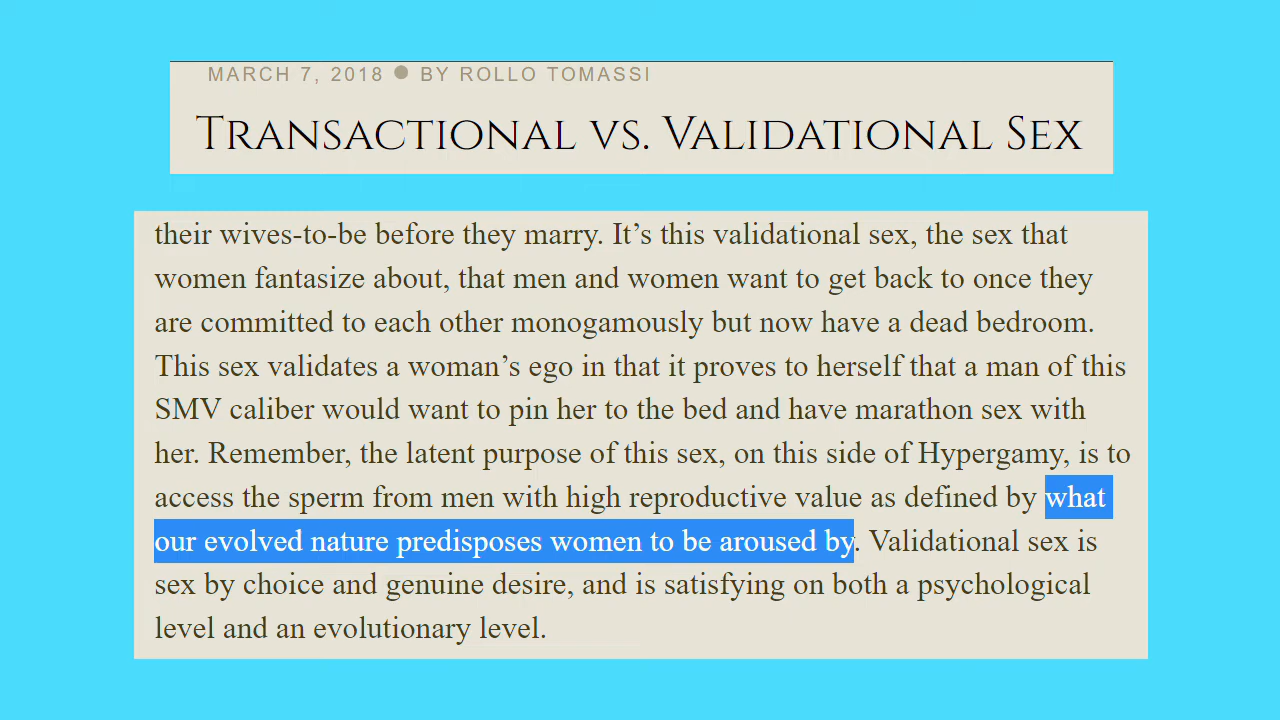 MARCH 7, 2018 ● BY ROLLO TOMASSI
TRANSACTIONAL VS. VALIDATIONAL SEX
their wives-to-be before they marry. It’s this validational sex, the sex that
women fantasize about, that men and women want to get back to once they
are committed to each other monogamously but now have a dead bedroom.
This sex validates a woman’s ego in that it proves to herself that a man of this
SMV caliber would want to pin her to the bed and have marathon sex with
her. Remember, the latent purpose of this sex, on this side of Hypergamy, is to
access the sperm from men with high reproductive value as defined by what
our evolved nature predisposes women to be aroused by. Validational sex is
sex by choice and genuine desire, and is satisfying on both a psychological
level and an evolutionary level.